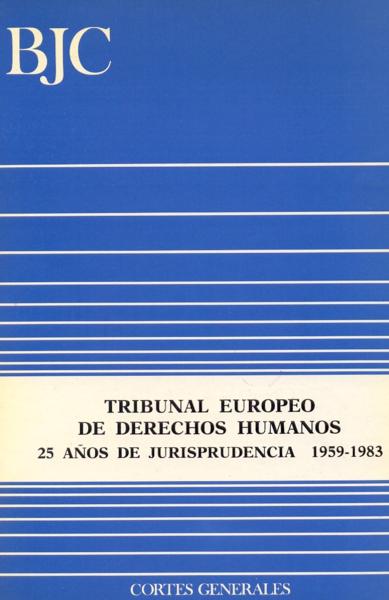 BJC
TRIBUNAL EUROPEO
DE DERECHOS HUMANOS
25 AÑOS DE JURISPRUDENCIA 1959-1983
CORTES GENERALES